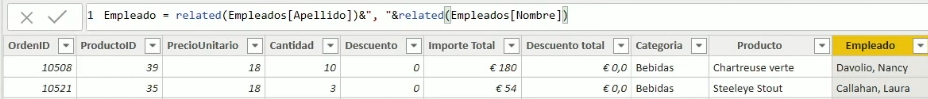 1 Empleado = related(Empleados[Apellido])&", "&related(Empleados[Nombre])
OrdenID ProductoID PrecioUnitario Cantidad Descuento Importe Total Descuento total Categoria Producto Empleado
10508 39 18 10 0 € 180 € 0,0 Bebidas Chartreuse verte Davolio, Nancy
10521 35 18 3 0 € 54 € 0,0 Bebidas Steeleye Stout Callahan, Laura